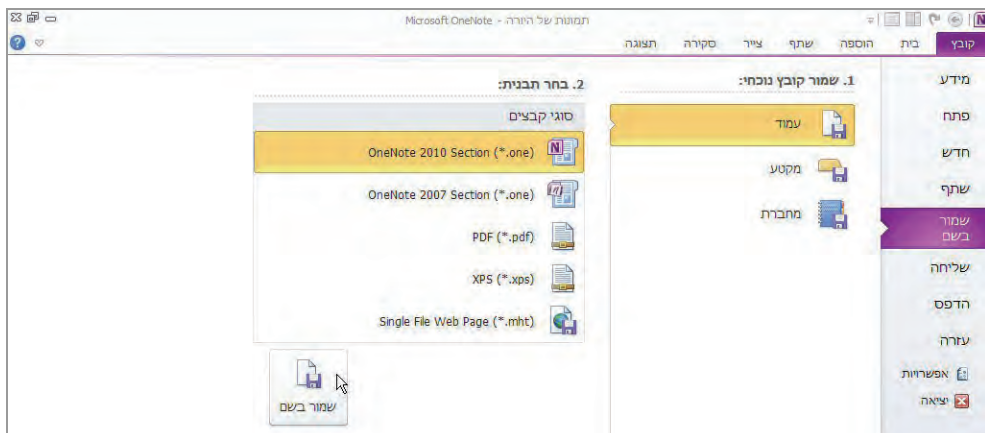 תמונות של היורה - Microsoft OneNote
קובץ
בית
הוספה
שתף
צייר
סקירה
תצוגה
מידע
פתח
חדש
שתף
שמור
בשם
שליחה
הדפס
עזרה
אפשרויות
יציאה
1. שמור קובץ נוכחי:
עמוד
מקטע
מחברת
2. בחר תבנית:
סוגי קבצים
OneNote 2010 Section (*.one)
OneNote 2007 Section (*.one)
PDF (*.pdf)
XPS (*.xps)
Single File Web Page (*.mht)
שמור בשם